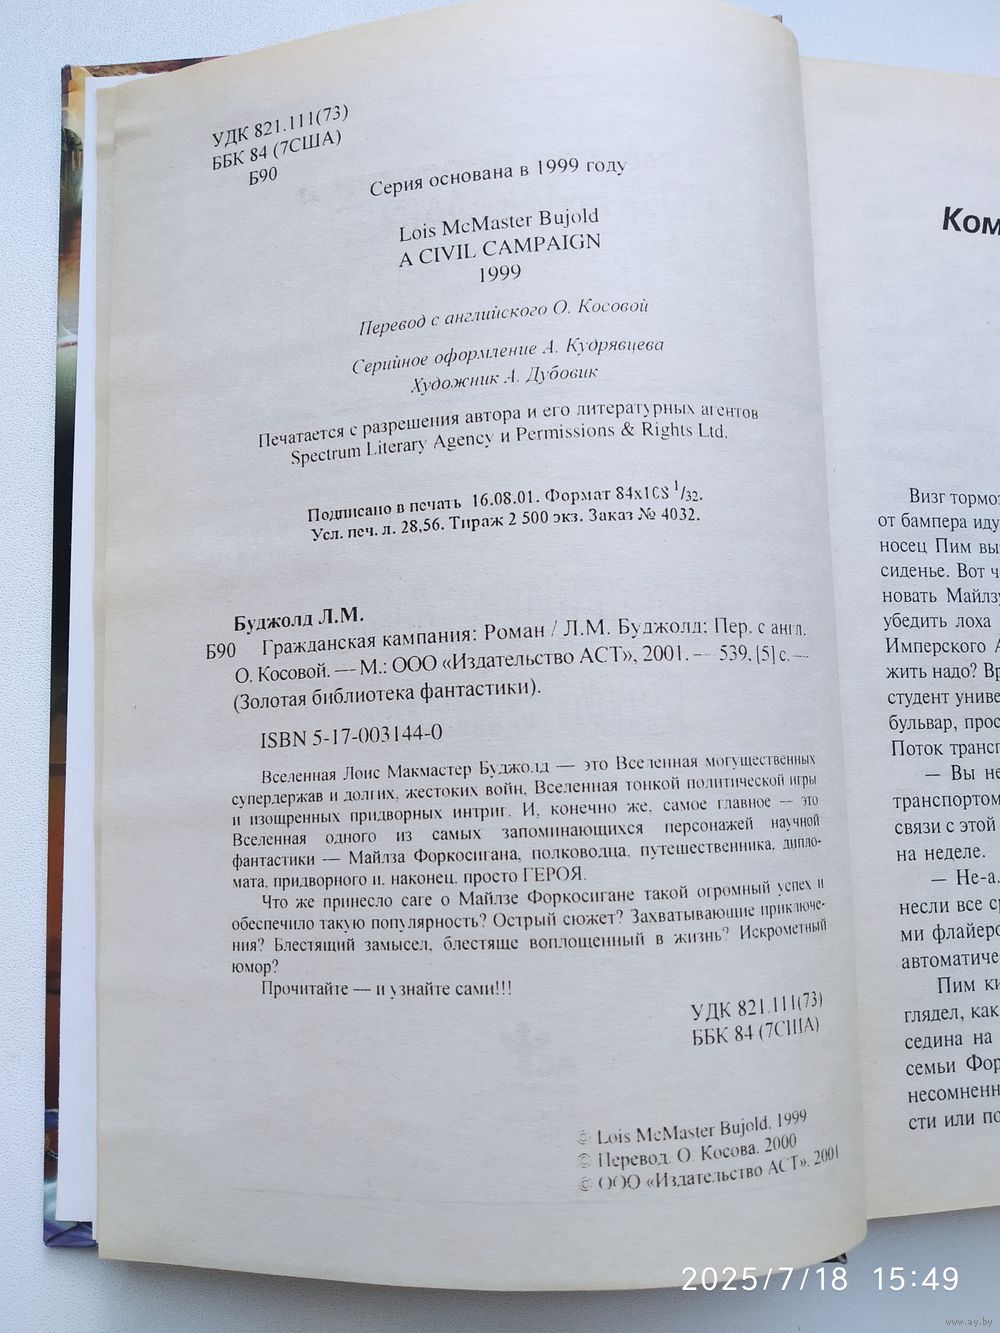 УДК 821.111(73)
ББК 84 (7США)
Б90
Серия основана в 1999 году
Lois McMaster Bujold
A CIVIL CAMPAIGN
1999
Перевод с английского О. Косовой
Серийное оформление А. Кудрявцева
Художник А. Дубовик
Печатается с разрешения автора и его литературных агентов
Spectrum Literary Agency и Permissions & Rights Ltd.
Подписано в печать 16.08.01. Формат 84х108 1/32.
Усл. печ. л. 28,56. Тираж 2 500 экз. Заказ № 4032.
Буджолд Л.М.
Б90 Гражданская кампания: Роман / Л.М. Буджолд: Пер. с англ.
О. Косовой. — М.: ООО «Издательство АСТ», 2001. — 539, [5] с. —
(Золотая библиотека фантастики).
ISBN 5-17-003144-0
Вселенная Лоис Макмастер Буджолд — это Вселенная могущественных
супердержав и долгих, жестоких войн, Вселенная тонкой политической игры
и изощренных придворных интриг. И, конечно же, самое главное — это
Вселенная одного из самых запоминающихся персонажей научной
фантастики — Майлза Форкосигана, полководца, путешественника, дипло-
мата, придворного и, наконец, просто ГЕРОЯ.
Что же принесло саге о Майлзе Форкосигане такой огромный успех и
обеспечило такую популярность? Острый сюжет? Захватывающие приключе-
ния? Блестящий замысел, блестяще воплощенный в жизнь? Искрометный
юмор?
Прочитайте — и узнайте сами!!!
УДК 821.111(73)
ББК 84 (7США)
© Lois McMaster Bujold, 1999
© Перевод. О. Косова, 2000
© ООО «Издательство АСТ», 2001
Ком
Визг тормоз
от бампера иду
носец Пим вы
сиденье. Вот ч
новать Майлзу
убедить лоха
Имперского А
жить надо? Вр
студент униве
бульвар, прос
Поток трансп
— Вы не
транспортом
связи с этой
на неделе.
— Не-а.
несли все ср
ми флаеро
автоматиче
Пим ки
глядел, как
седина на
семьи Фор
несомненн
сти или по
2025/7/18 15:49
www.ay.by